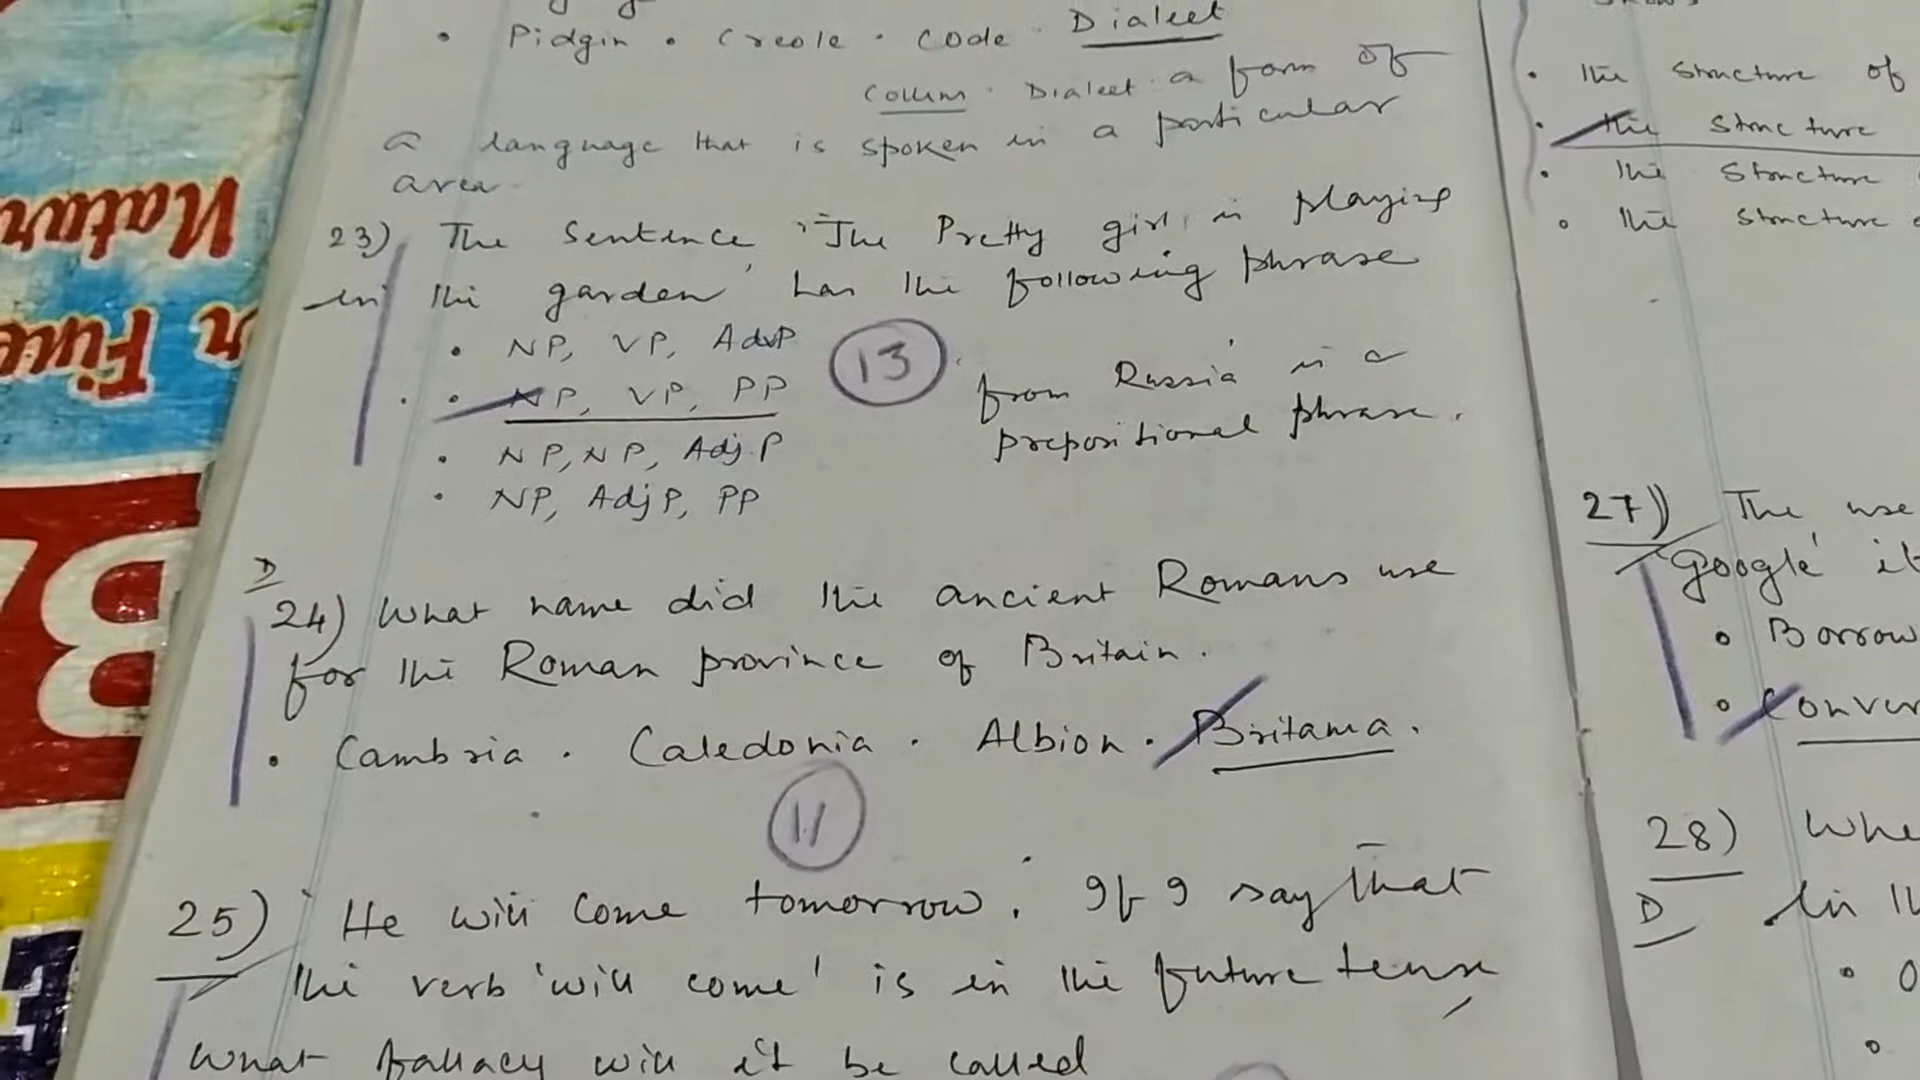 • Pidgin • Creole • Code • Dialect
Dialect a form of
a language that is spoken in a particular
area
23) The Sentence 'The Pretty girl is playing
in the garden' has the following phrase
• NP, VP, AdvP
• NP, VP, PP
• NP, NP, Adj P
• NP, Adj P, PP
13
from Russia' is a
prepositional phrase.
D
24) What name did the ancient Romans use
for the Roman province of Britain.
• Cambria • Caledonia • Albion • Britania.
11
25) 'He will come tomorrow.' If I say that
the verb 'will come' is in the future tense,
what fallacy will it be called
• The Structure of
• The Structure
• The Structure
• The Structure
27) The use
Google' it
• Borrow
• Conver
28) Whe
D
In th
Natur
n Fine
B